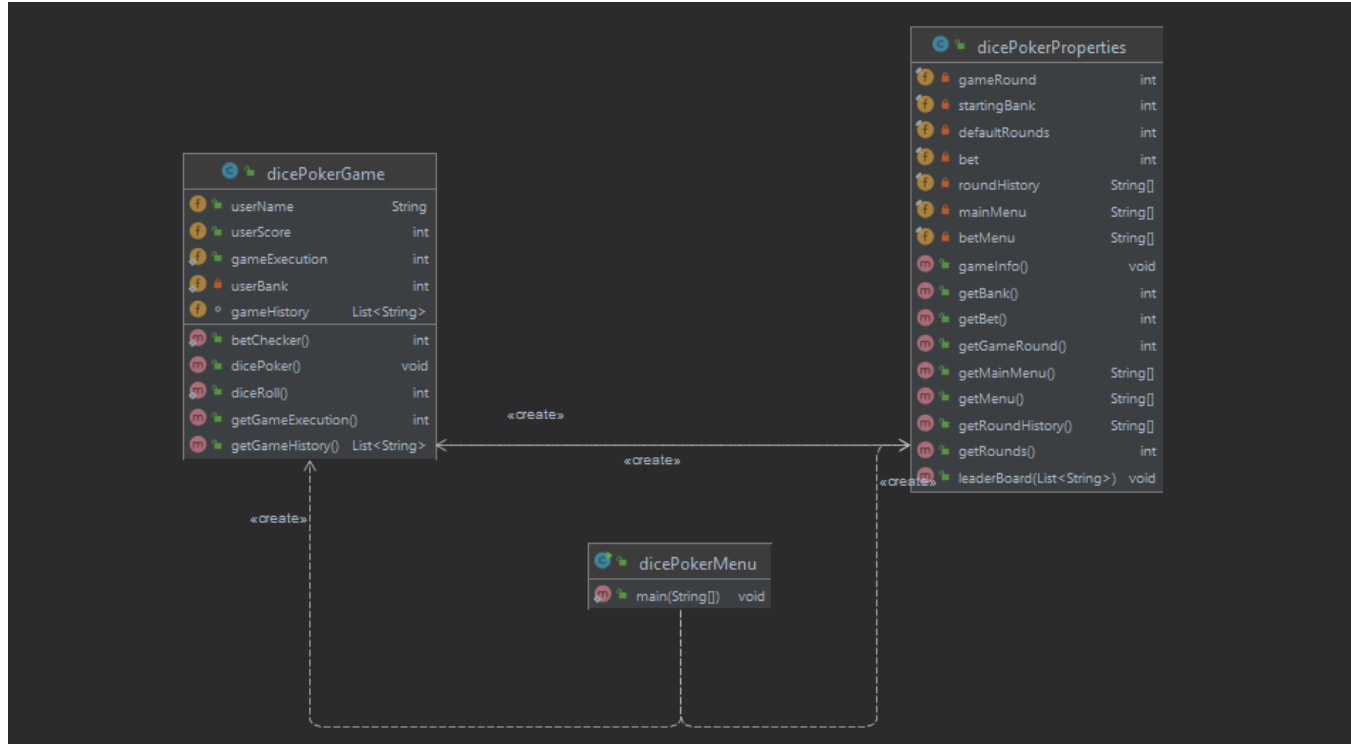 dicePokerProperties
gameRound int
startingBank int
defaultRounds int
bet int
roundHistory String[]
mainMenu String[]
betMenu String[]
gameInfo() void
getBank() int
getBet() int
getGameRound() int
getMainMenu() String[]
getMenu() String[]
getRoundHistory() String[]
getRounds() int
leaderBoard(List<String>) void
dicePokerGame
userName String
userScore int
gameExecution int
userBank int
gameHistory List<String>
betChecker() int
dicePoker() void
diceRoll() int
getGameExecution() int
getGameHistory() List<String>
«create»
«create»
«create»
«create»
dicePokerMenu
main(String[]) void